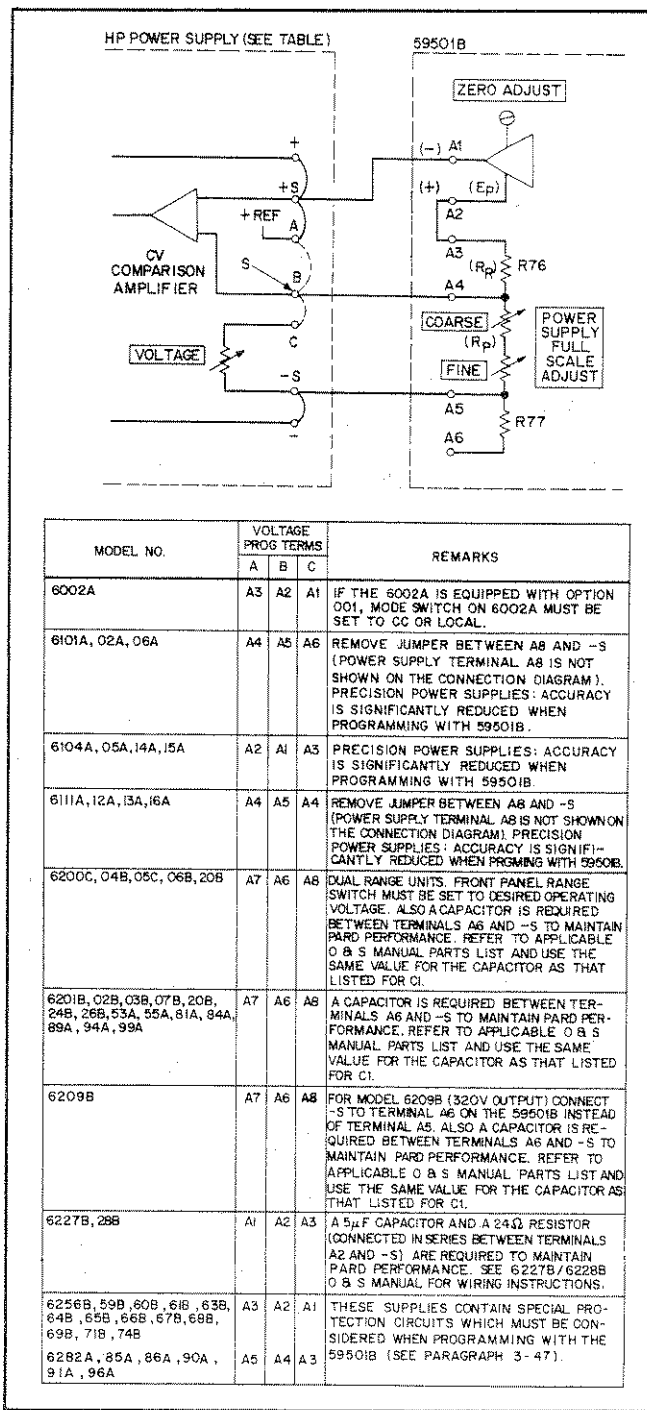 HP POWER SUPPLY (SEE TABLE)
59501B
ZERO ADJUST
+
(-) A1
+S
(+) (Ep)
A2
+REF
A
A3
(RR) R76
CV
COMPARISON
AMPLIFIER
S
B
A4
COARSE
(Rp)
FINE
POWER
SUPPLY
FULL
SCALE
ADJUST
VOLTAGE
C
-S
A5
R77
-
A6
MODEL NO.
VOLTAGE
PROG TERMS
A B C
REMARKS
6002A
A3 A2 A1
IF THE 6002A IS EQUIPPED WITH OPTION
001, MODE SWITCH ON 6002A MUST BE
SET TO CC OR LOCAL.
6101A, 02A, 06A
A4 A5 A6
REMOVE JUMPER BETWEEN A8 AND -S
(POWER SUPPLY TERMINAL A8 IS NOT
SHOWN ON THE CONNECTION DIAGRAM).
PRECISION POWER SUPPLIES: ACCURACY
IS SIGNIFICANTLY REDUCED WHEN
PROGRAMMING WITH 59501B.
6104A, 05A, 14A, 15A
A2 A1 A3
PRECISION POWER SUPPLIES: ACCURACY
IS SIGNIFICANTLY REDUCED WHEN
PROGRAMMING WITH 59501B.
6111A, 12A, 13A, 16A
A4 A5 A4
REMOVE JUMPER BETWEEN A8 AND -S
(POWER SUPPLY TERMINAL A8 IS NOT SHOWN ON
THE CONNECTION DIAGRAM). PRECISION
POWER SUPPLIES: ACCURACY IS SIGNIFI-
CANTLY REDUCED WHEN PRGMING WITH 59501B.
6200C, 04B, 05C, 06B, 20B
A7 A6 A8
DUAL RANGE UNITS. FRONT PANEL RANGE
SWITCH MUST BE SET TO DESIRED OPERATING
VOLTAGE. ALSO A CAPACITOR IS REQUIRED
BETWEEN TERMINALS A6 AND -S TO MAINTAIN
PARD PERFORMANCE. REFER TO APPLICABLE
O & S MANUAL PARTS LIST AND USE THE
SAME VALUE FOR THE CAPACITOR AS THAT
LISTED FOR C1.
6201B, 02B, 03B, 07B, 20B,
24B, 26B, 53A, 55A, 81A, 84A,
89A, 94A, 99A
A7 A6 A8
A CAPACITOR IS REQUIRED BETWEEN TER-
MINALS A6 AND -S TO MAINTAIN PARD PER-
FORMANCE. REFER TO APPLICABLE O & S
MANUAL PARTS LIST AND USE THE SAME
VALUE FOR THE CAPACITOR AS THAT LISTED
FOR C1.
6209B
A7 A6 A8
FOR MODEL 6209B (320V OUTPUT) CONNECT
-S TO TERMINAL A6 ON THE 59501B INSTEAD
OF TERMINAL A5. ALSO A CAPACITOR IS RE-
QUIRED BETWEEN TERMINALS A6 AND -S TO
MAINTAIN PARD PERFORMANCE. REFER TO
APPLICABLE O & S MANUAL PARTS LIST AND
USE THE SAME VALUE FOR THE CAPACITOR AS
THAT LISTED FOR C1.
6227B, 28B
A1 A2 A3
A 5µF CAPACITOR AND A 24Ω RESISTOR
(CONNECTED IN SERIES BETWEEN TERMINALS
A2 AND -S) ARE REQUIRED TO MAINTAIN
PARD PERFORMANCE. SEE 6227B/6228B
O & S MANUAL FOR WIRING INSTRUCTIONS.
6256B, 59B, 60B, 61B, 63B,
64B, 65B, 66B, 67B, 68B,
69B, 71B, 74B
A3 A2 A1
6282A, 85A, 86A, 90A,
91A, 96A
A5 A4 A3
THESE SUPPLIES CONTAIN SPECIAL PRO-
TECTION CIRCUITS WHICH MUST BE CON-
SIDERED WHEN PROGRAMMING WITH THE
59501B (SEE PARAGRAPH 3-47).